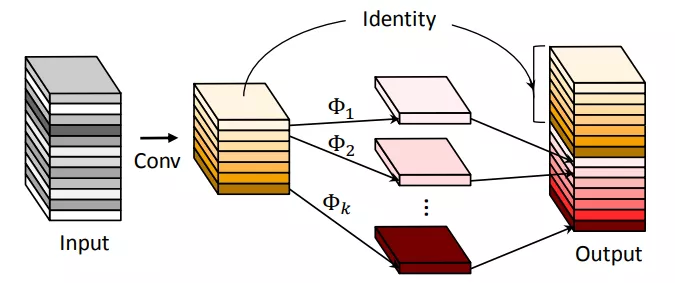 Identity
Φ₁
Conv
Φ₂
⋮
Φₖ
Input
Output